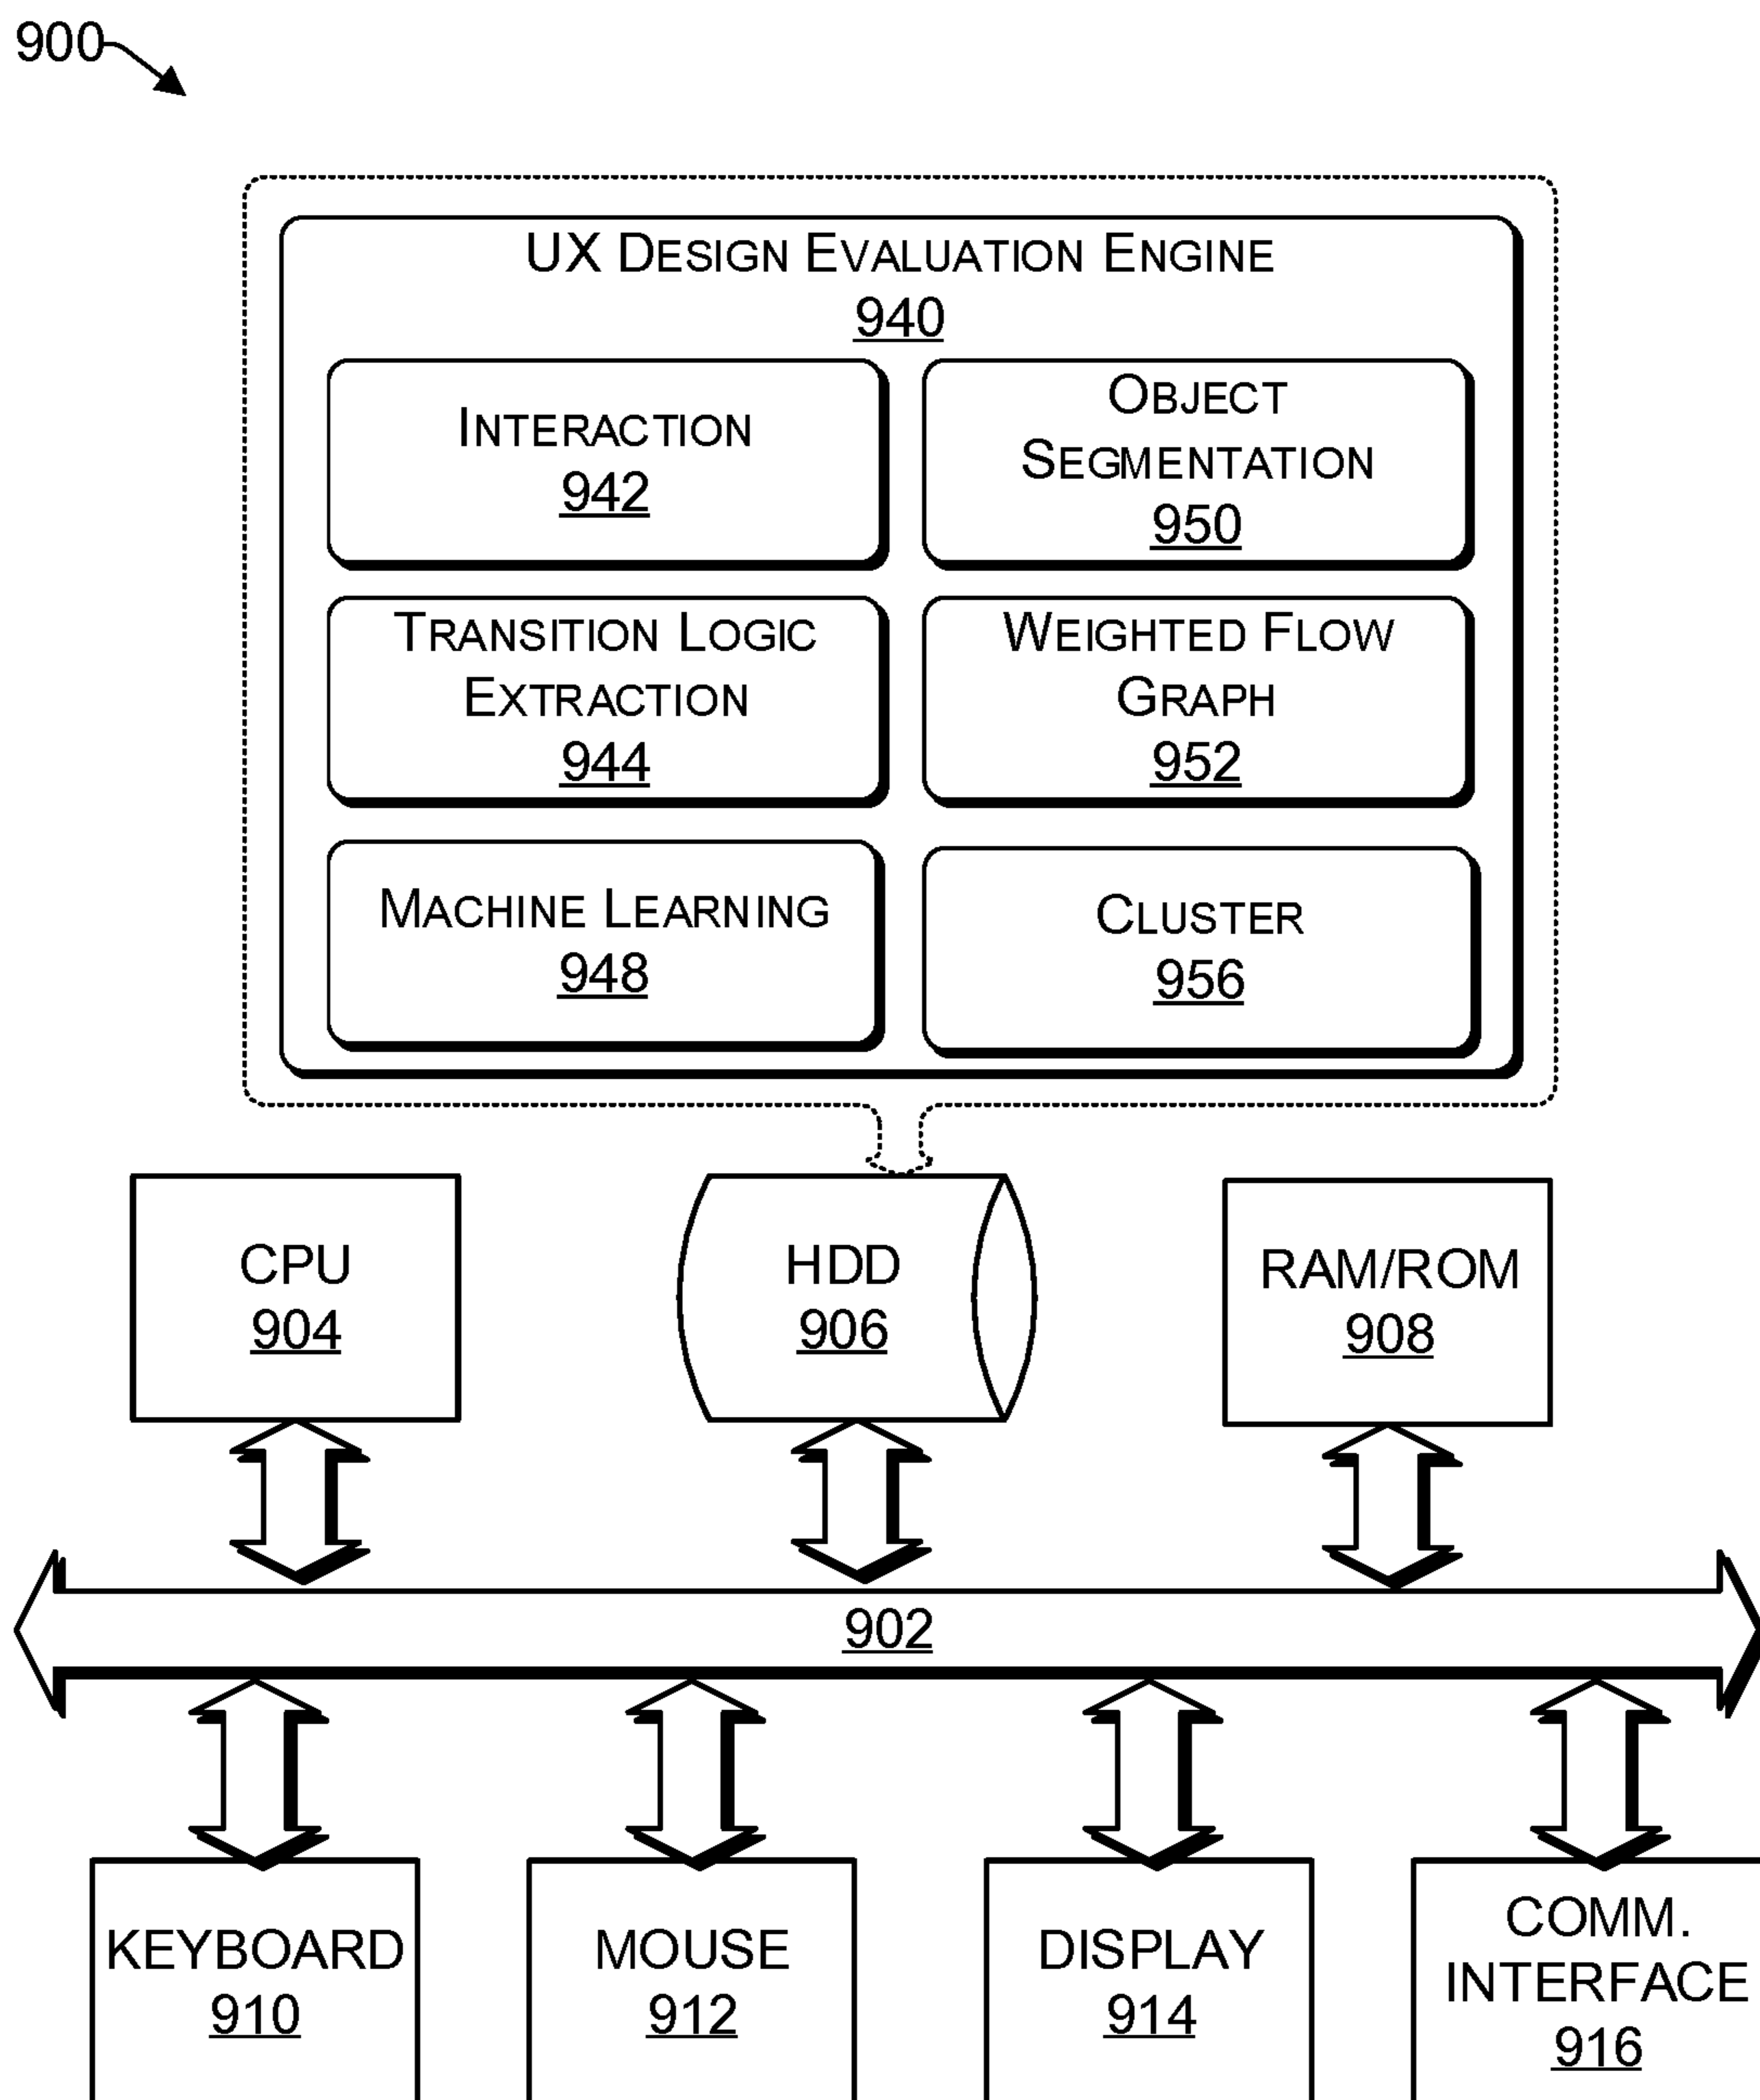 900
UX DESIGN EVALUATION ENGINE
940
INTERACTION
942
OBJECT
SEGMENTATION
950
TRANSITION LOGIC
EXTRACTION
944
WEIGHTED FLOW
GRAPH
952
MACHINE LEARNING
948
CLUSTER
956
CPU
904
HDD
906
RAM/ROM
908
902
KEYBOARD
910
MOUSE
912
DISPLAY
914
COMM.
INTERFACE
916